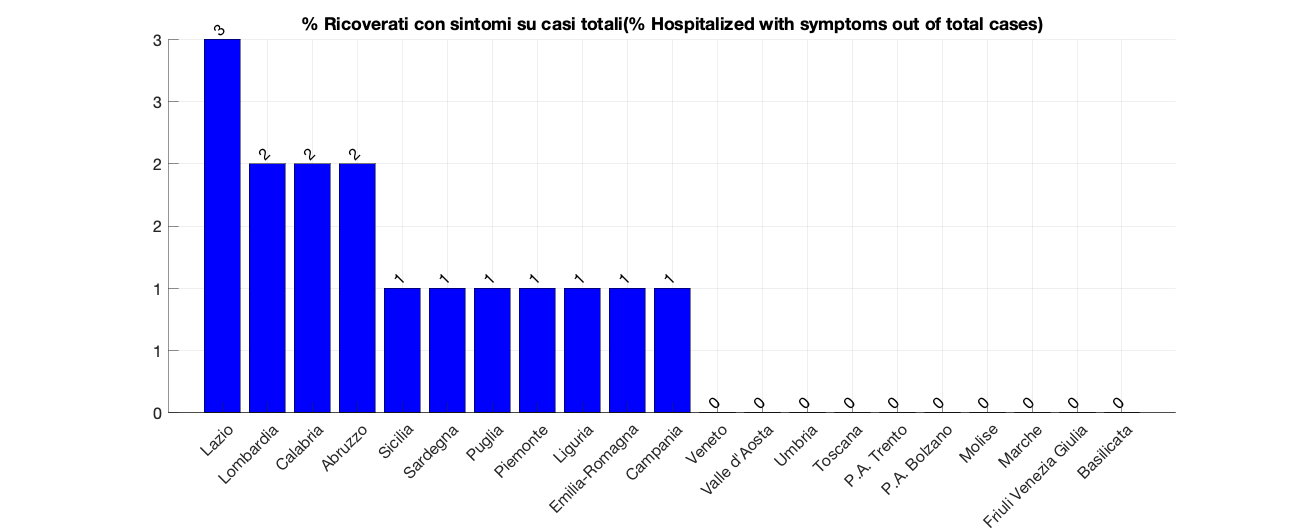 % Ricoverati con sintomi su casi totali(% Hospitalized with symptoms out of total cases)
3
3
2
2
1
1
0
3
2
2
2
1
1
1
1
1
1
1
0
0
0
0
0
0
0
0
0
0
Lazio
Lombardia
Calabria
Abruzzo
Sicilia
Sardegna
Puglia
Piemonte
Liguria
Emilia-Romagna
Campania
Veneto
Valle d'Aosta
Umbria
Toscana
P.A. Trento
P.A. Bolzano
Molise
Marche
Friuli Venezia Giulia
Basilicata